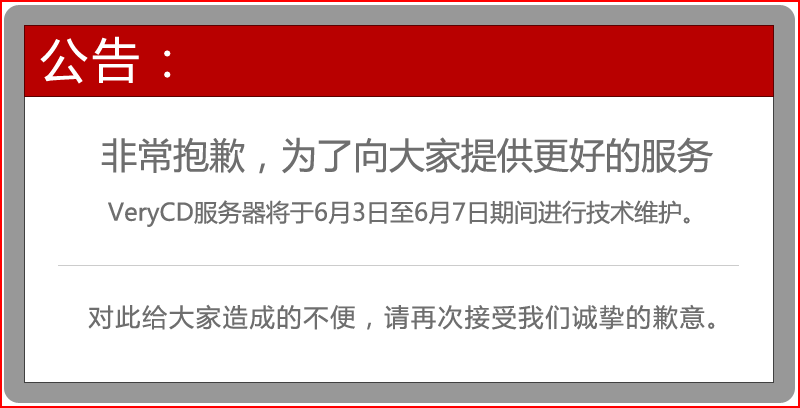 公告：
非常抱歉，为了向大家提供更好的服务
VeryCD服务器将于6月3日至6月7日期间进行技术维护。
对此给大家造成的不便，请再次接受我们诚挚的歉意。